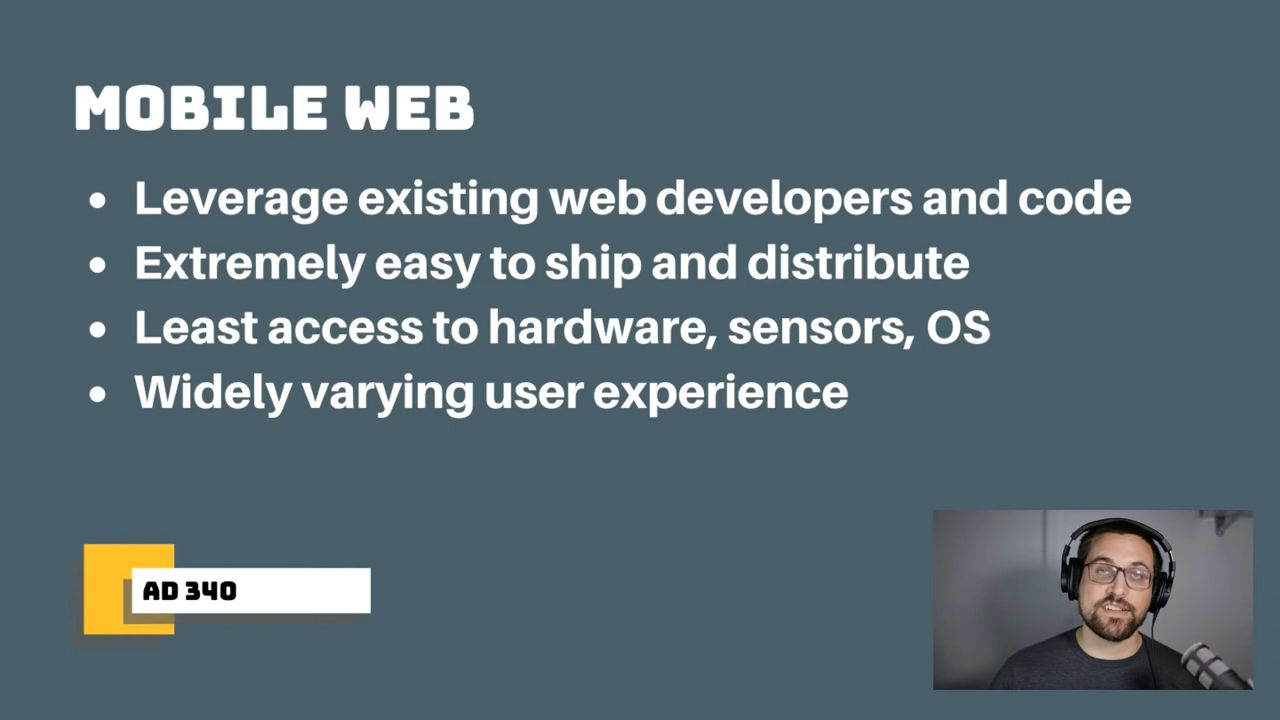 MOBILE WEB
• Leverage existing web developers and code
• Extremely easy to ship and distribute
• Least access to hardware, sensors, OS
• Widely varying user experience
AD 340